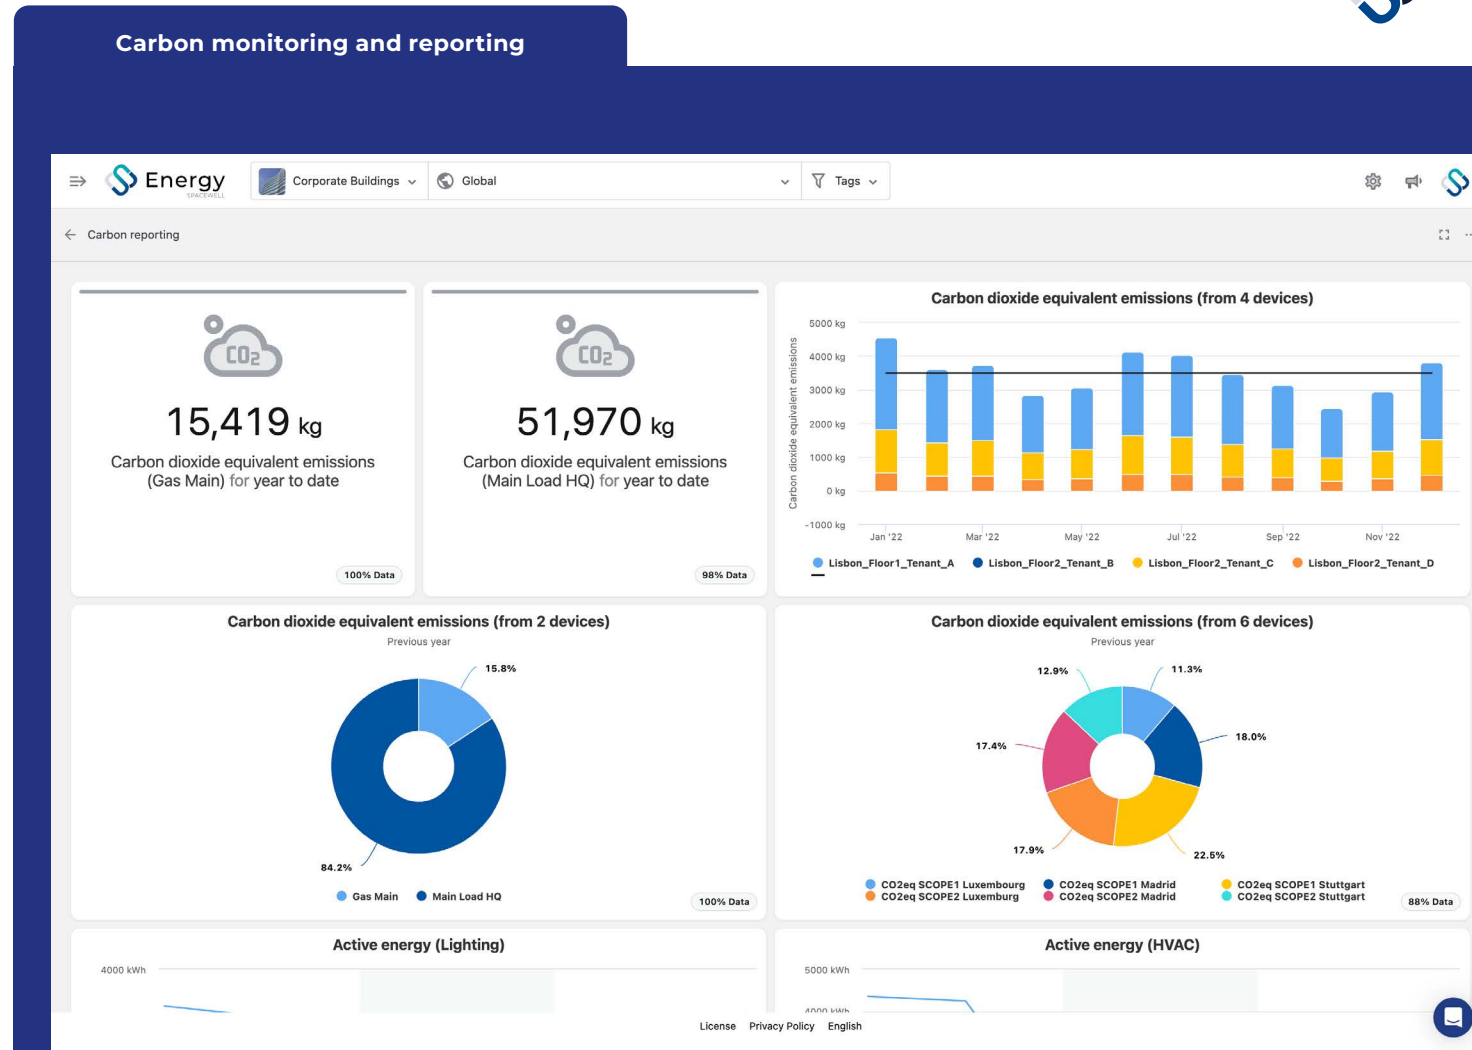 Carbon monitoring and reporting
Energy
SPACEWELL
Corporate Buildings
Global
Tags
Carbon reporting
CO2
15,419 kg
Carbon dioxide equivalent emissions
(Gas Main) for year to date
100% Data
CO2
51,970 kg
Carbon dioxide equivalent emissions
(Main Load HQ) for year to date
98% Data
Carbon dioxide equivalent emissions (from 4 devices)
Carbon dioxide equivalent emissions
5000 kg
4000 kg
3000 kg
2000 kg
1000 kg
0 kg
-1000 kg
Jan '22 Mar '22 May '22 Jul '22 Sep '22 Nov '22
Lisbon_Floor1_Tenant_A Lisbon_Floor2_Tenant_B Lisbon_Floor2_Tenant_C Lisbon_Floor2_Tenant_D
Carbon dioxide equivalent emissions (from 2 devices)
Previous year
15.8%
84.2%
Gas Main Main Load HQ
100% Data
Carbon dioxide equivalent emissions (from 6 devices)
Previous year
12.9% 11.3%
17.4% 18.0%
17.9% 22.5%
CO2eq SCOPE1 Luxembourg CO2eq SCOPE1 Madrid CO2eq SCOPE1 Stuttgart
CO2eq SCOPE2 Luxemburg CO2eq SCOPE2 Madrid CO2eq SCOPE2 Stuttgart
88% Data
Active energy (Lighting)
4000 kWh
Active energy (HVAC)
5000 kWh
4000 kWh
License Privacy Policy English